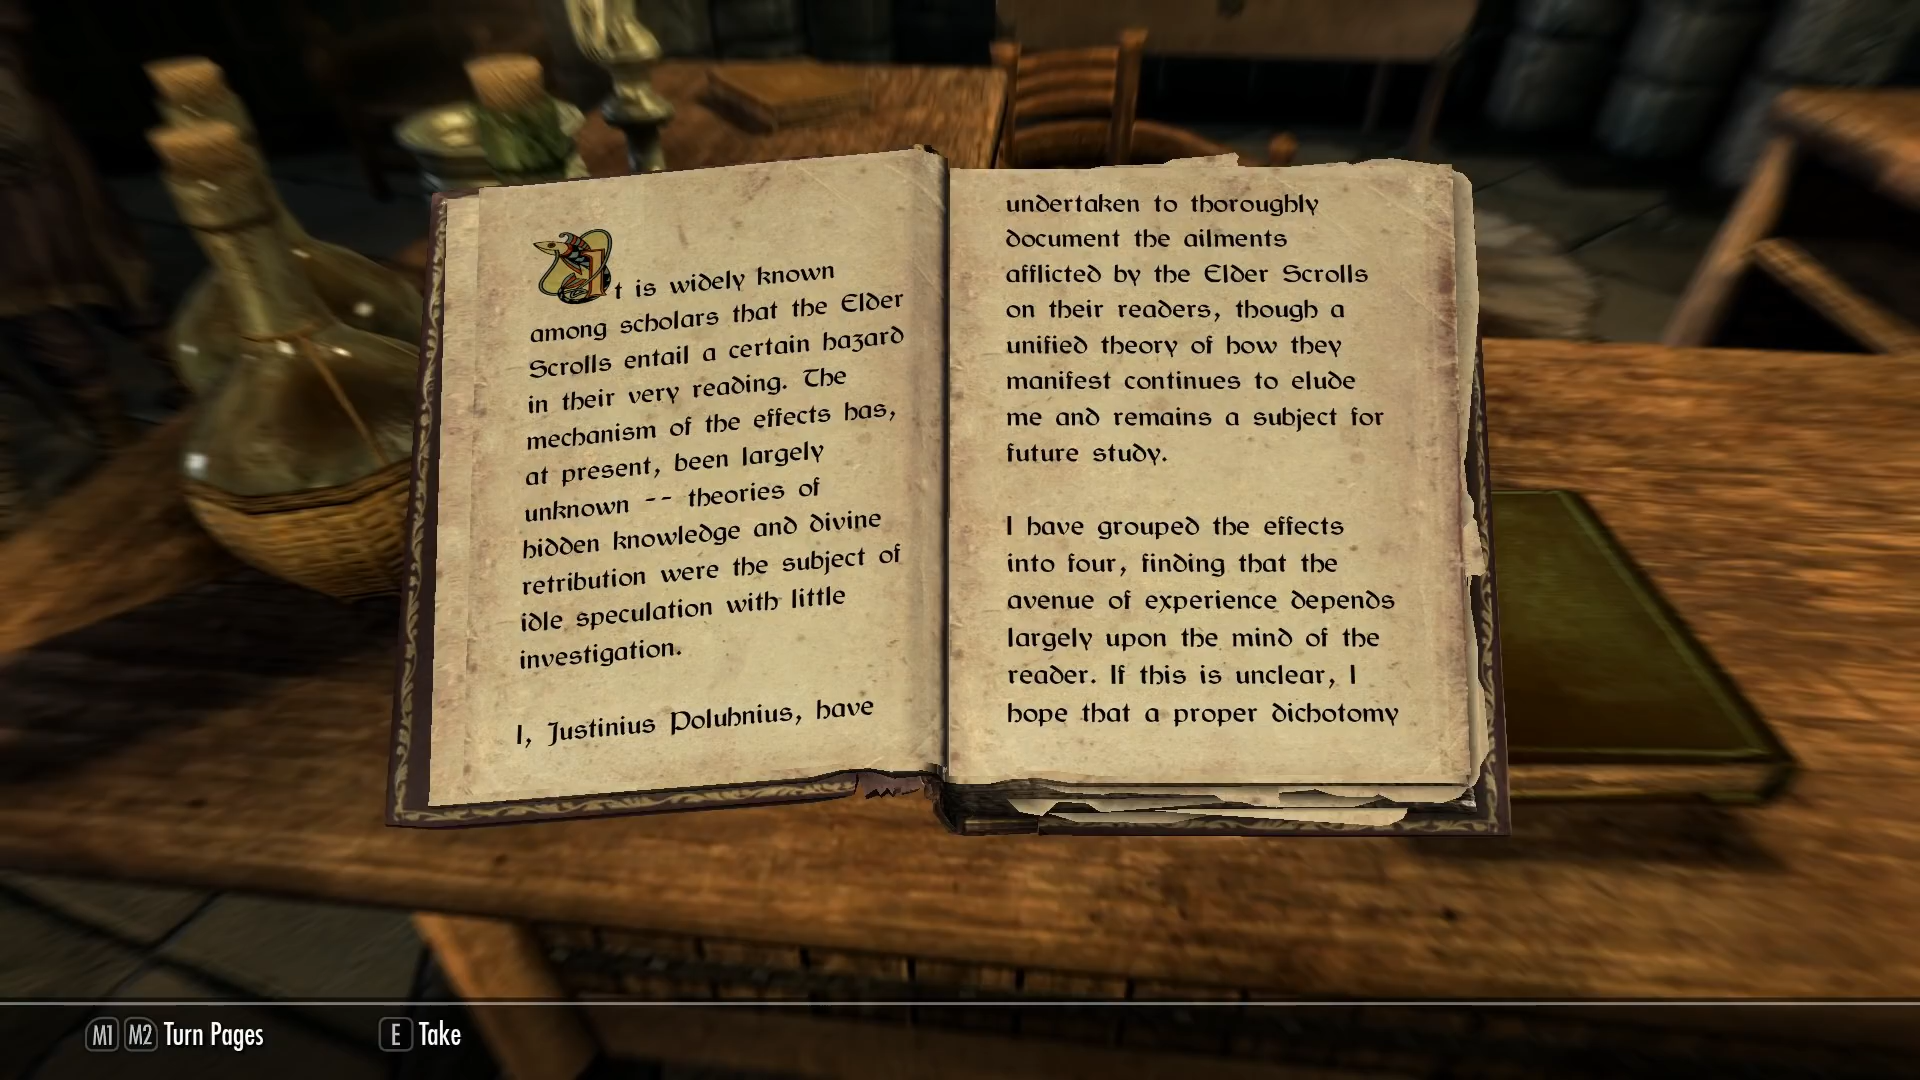 It is widely known
among scholars that the Elder
Scrolls entail a certain hazard
in their very reading. The
mechanism of the effects has,
at present, been largely
unknown -- theories of
hidden knowledge and divine
retribution were the subject of
idle speculation with little
investigation.
I, Justinius Poluhnius, have
undertaken to thoroughly
document the ailments
afflicted by the Elder Scrolls
on their readers, though a
unified theory of how they
manifest continues to elude
me and remains a subject for
future study.
I have grouped the effects
into four, finding that the
avenue of experience depends
largely upon the mind of the
reader. If this is unclear, I
hope that a proper dichotomy
M1 M2 Turn Pages
E Take